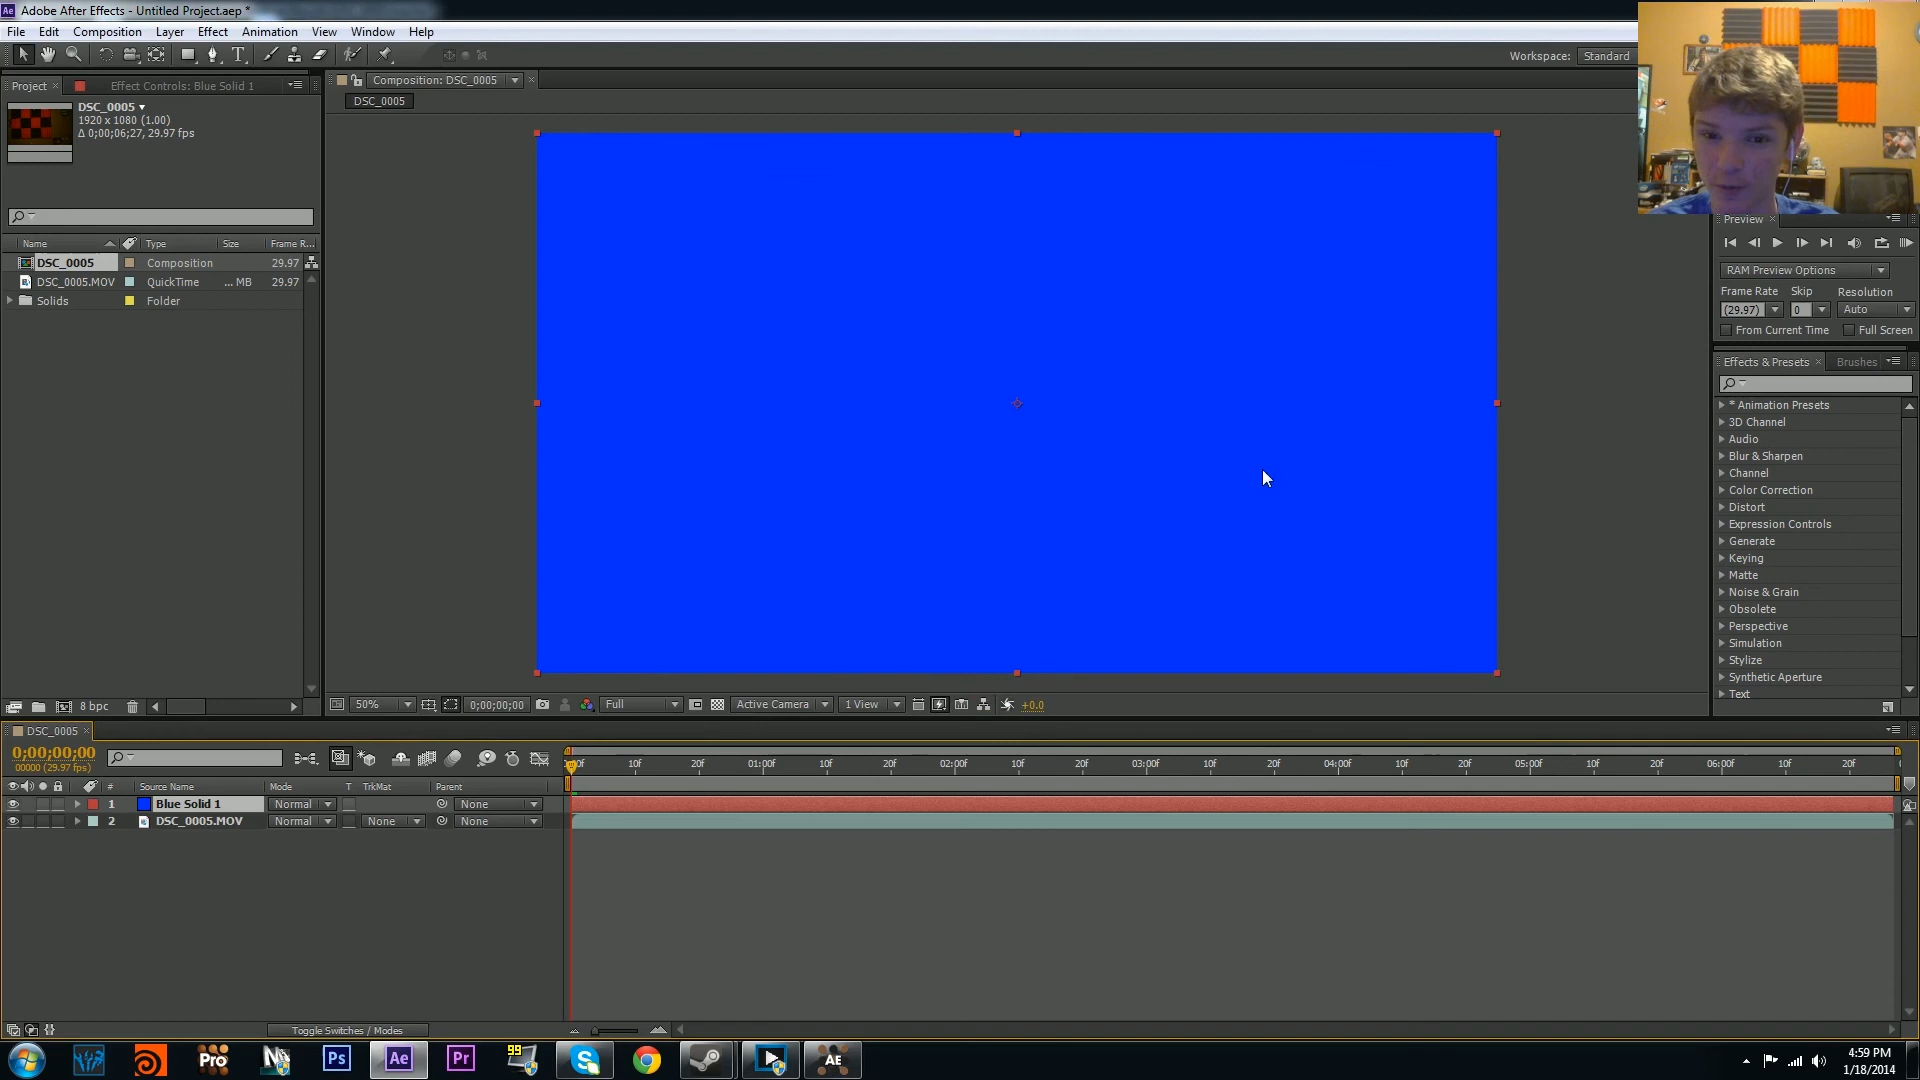 Ae Adobe After Effects - Untitled Project.aep *
File Edit Composition Layer Effect Animation View Window Help
T Workspace: Standard
Project × Effect Controls: Blue Solid 1 Composition: DSC_0005 ×
DSC_0005
DSC_0005
1920 x 1080 (1.00)
Δ 0;00;06;27, 29.97 fps
Name Type Size Frame R...
DSC_0005 Composition 29.97
DSC_0005.MOV QuickTime ... MB 29.97
Solids Folder
Preview ×
RAM Preview Options
Frame Rate Skip Resolution
(29.97) 0 Auto
From Current Time Full Screen
Effects & Presets × Brushes
* Animation Presets
3D Channel
Audio
Blur & Sharpen
Channel
Color Correction
Distort
Expression Controls
Generate
Keying
Matte
Noise & Grain
Obsolete
Perspective
Simulation
Stylize
Synthetic Aperture
Text
8 bpc
50% 0;00;00;00 Full Active Camera 1 View +0.0
DSC_0005 ×
0;00;00;00
00000 (29.97 fps)
10f 20f 01:00f 10f 20f 02:00f 10f 20f 03:00f 10f 20f 04:00f 10f 20f 05:00f 10f 20f 06:00f 10f 20f
# Source Name Mode T TrkMat Parent
1 Blue Solid 1 Normal None
2 DSC_0005.MOV Normal None None
Toggle Switches / Modes
Pro Ps Ae Pr 99 AE
4:59 PM
1/18/2014